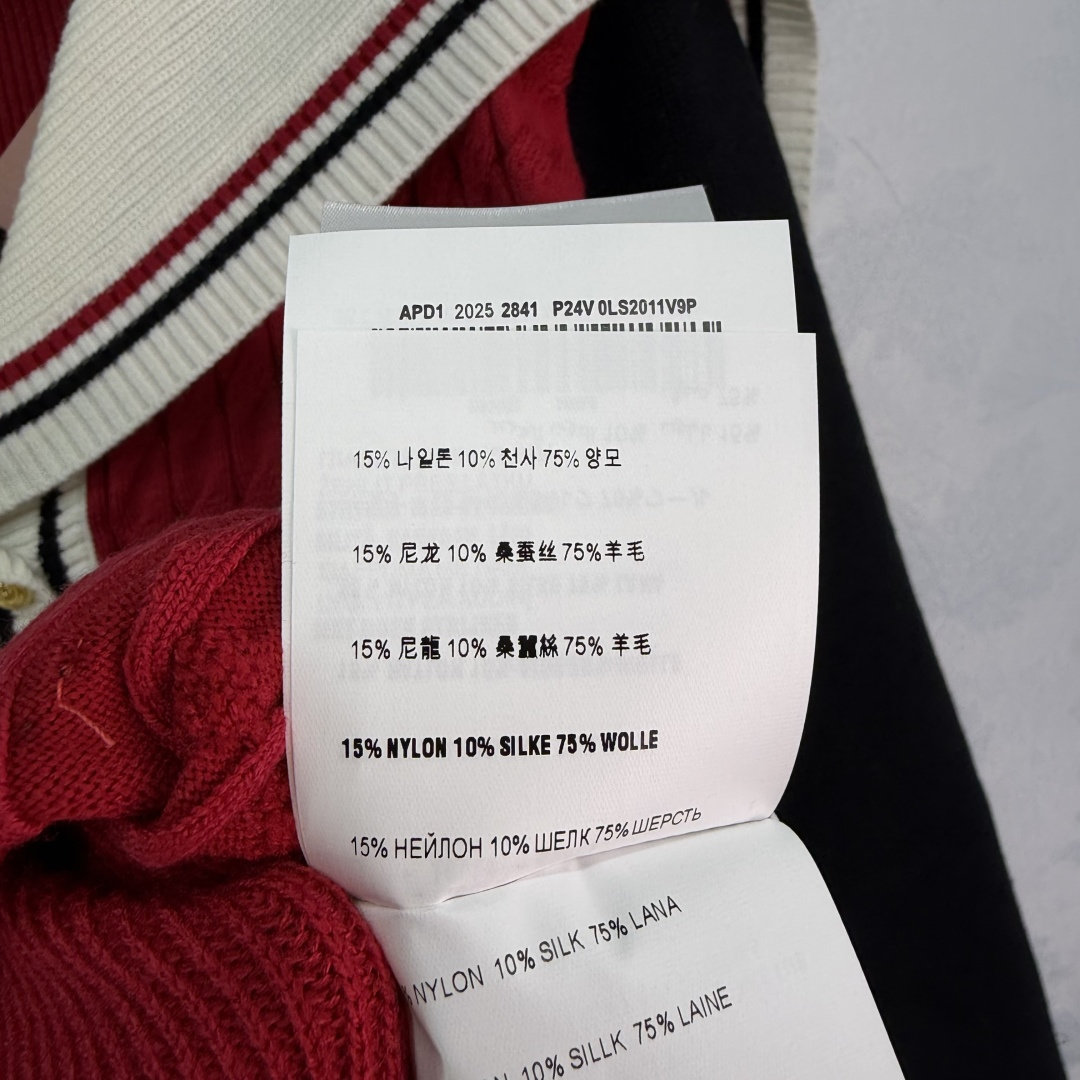 APD1 2025 2841 P24V 0LS2011V9P
15% 나일론 10% 천사 75% 양모
15% 尼龙 10% 桑蚕丝 75% 羊毛
15% 尼龍 10% 桑蠶絲 75% 羊毛
15% NYLON 10% SILKE 75% WOLLE
15% НЕЙЛОН 10% ШЕЛК 75% ШЕРСТЬ
% NYLON 10% SILK 75% LANA
10% SILLK 75% LAINE